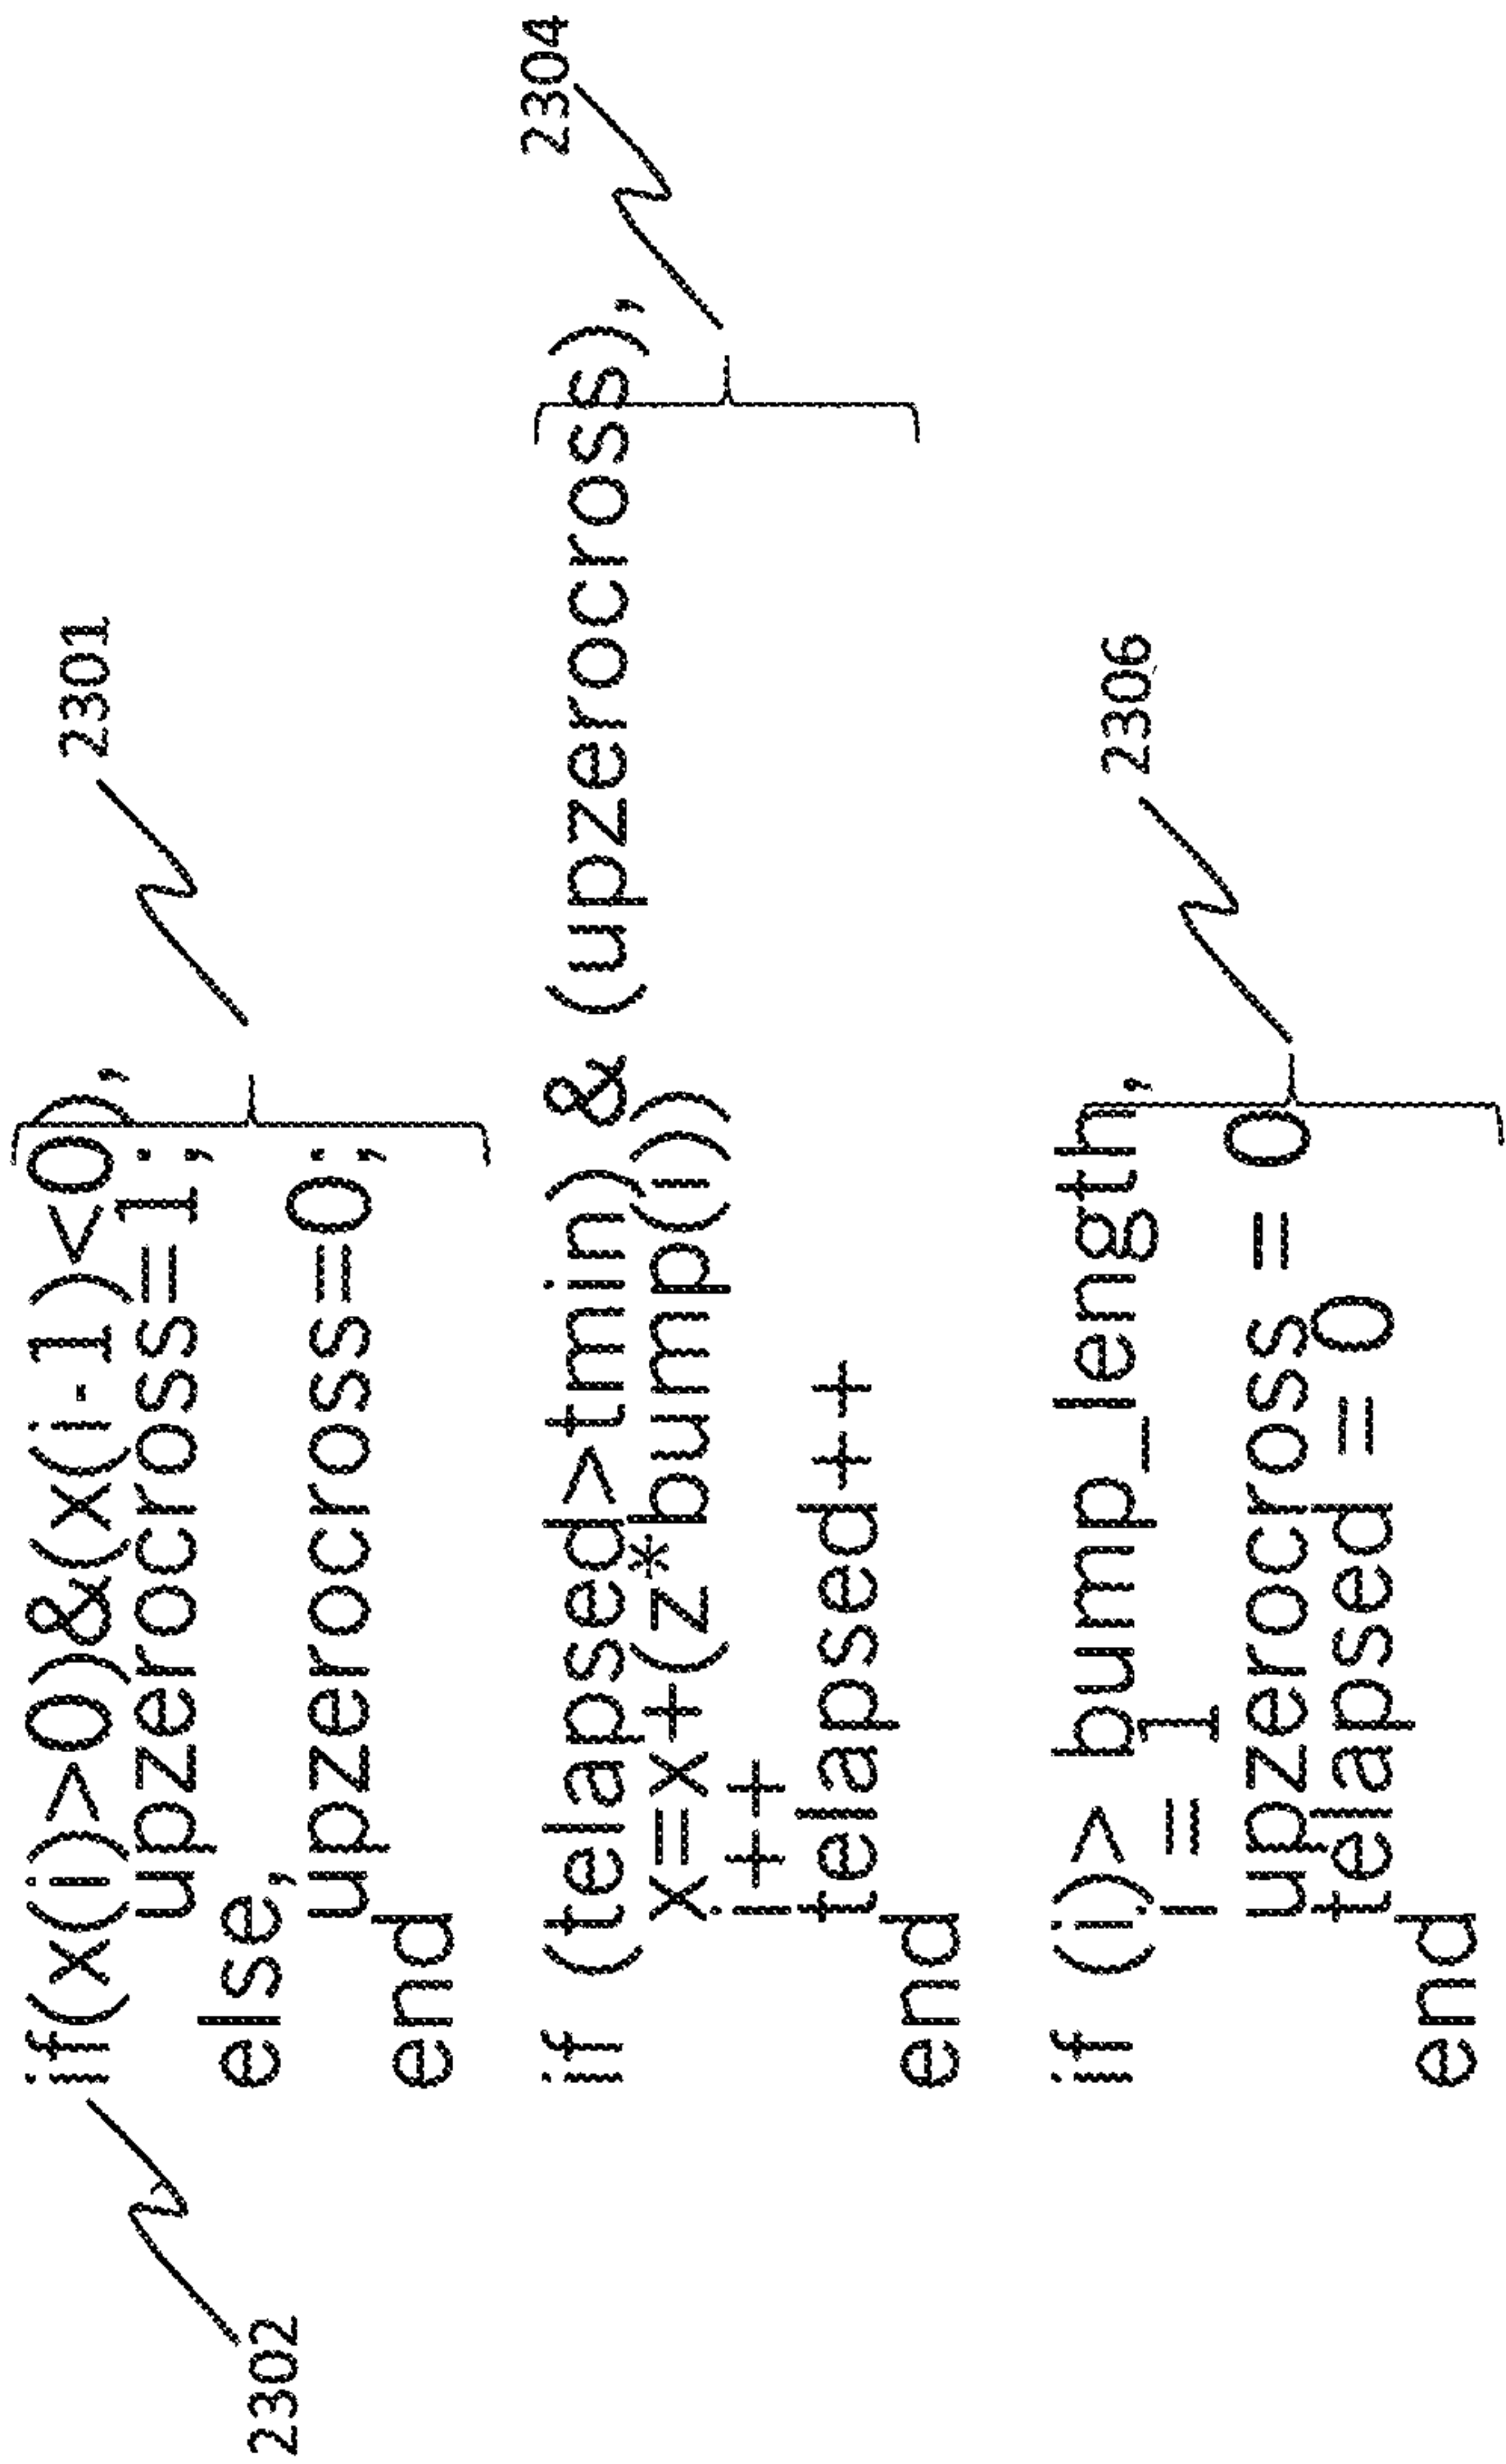 2301
2302
if(x(i)>0)&(x(i-1)<0),
upzerocross=1;
else,
upzerocross=0;
end
2304
if (telapsed>tmin) & (upzerocross),
x=x+(z*bump(i))
i++
telapsed++
end
2306
if (i)> bump_length,
i = 1
upzerocross = 0
telapsed = 0
end